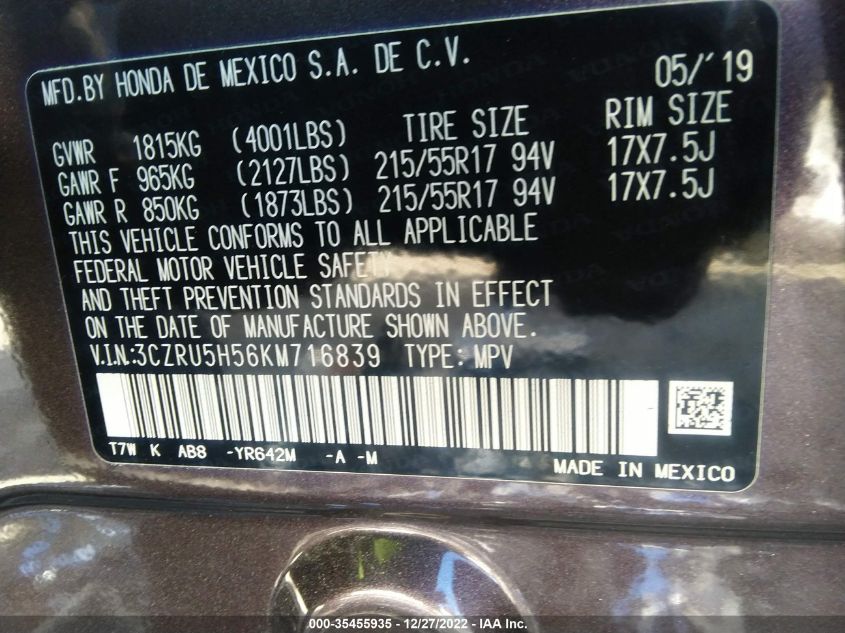 MFD.BY HONDA DE MEXICO S.A. DE C.V. 05/'19
GVWR 1815KG (4001LBS) TIRE SIZE RIM SIZE
GAWR F 965KG (2127LBS) 215/55R17 94V 17X7.5J
GAWR R 850KG (1873LBS) 215/55R17 94V 17X7.5J
THIS VEHICLE CONFORMS TO ALL APPLICABLE
FEDERAL MOTOR VEHICLE SAFETY
AND THEFT PREVENTION STANDARDS IN EFFECT
ON THE DATE OF MANUFACTURE SHOWN ABOVE.
V.I.N.:3CZRU5H56KM716839 TYPE: MPV
T7W K AB8 -YR642M -A -M
MADE IN MEXICO
000-35455935 - 12/27/2022 - IAA Inc.